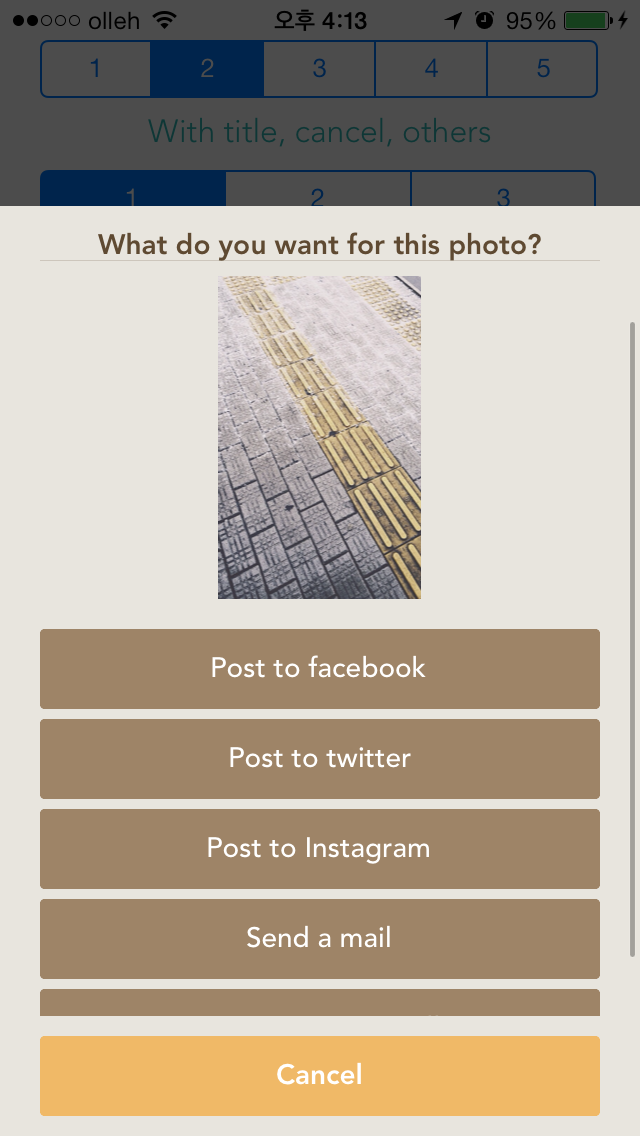 olleh 오후 4:13 95%
1 2 3 4 5
With title, cancel, others
1 2 3
What do you want for this photo?
Post to facebook
Post to twitter
Post to Instagram
Send a mail
Cancel